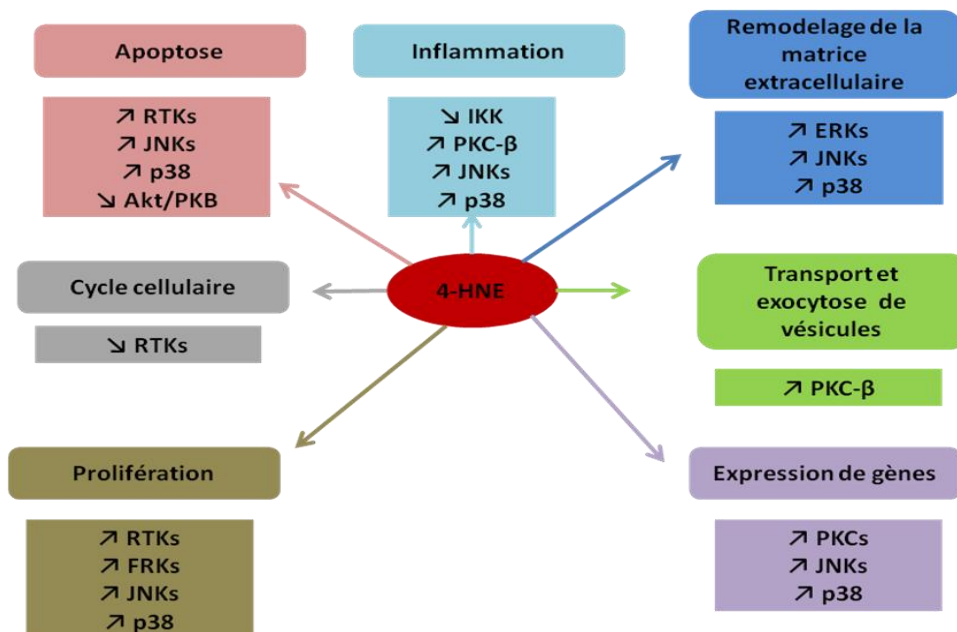 Apoptose
↗ RTKs
↗ JNKs
↗ p38
↘ Akt/PKB
Inflammation
↘ IKK
↗ PKC-β
↗ JNKs
↗ p38
Remodelage de la
matrice
extracellulaire
↗ ERKs
↗ JNKs
↗ p38
4-HNE
Cycle cellulaire
↘ RTKs
Transport et
exocytose de
vésicules
↗ PKC-β
Prolifération
↗ RTKs
↗ FRKs
↗ JNKs
↗ p38
Expression de gènes
↗ PKCs
↗ JNKs
↗ p38